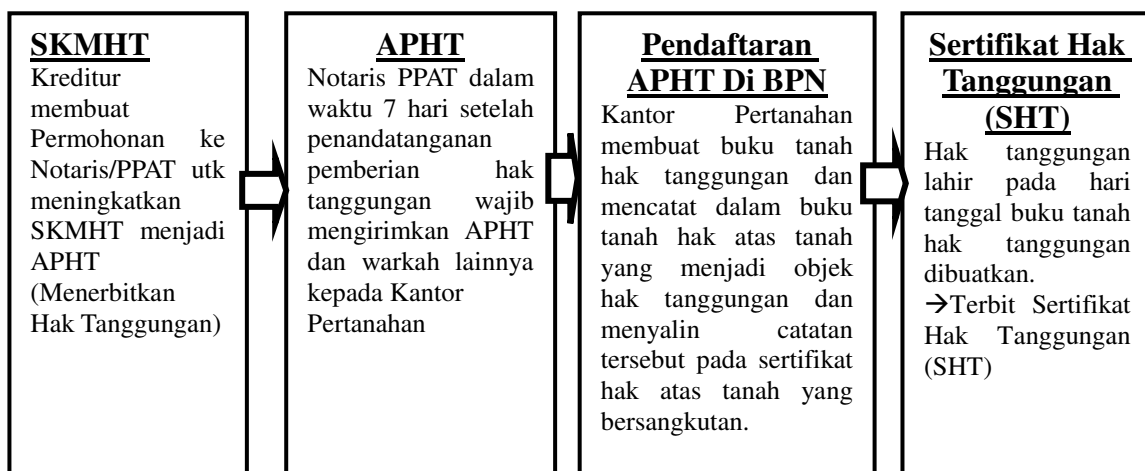 SKMHT
Kreditur
membuat
Permohonan ke
Notaris/PPAT utk
meningkatkan
SKMHT menjadi
APHT
(Menerbitkan
Hak Tanggungan)
APHT
Notaris PPAT dalam
waktu 7 hari setelah
penandatanganan
pemberian hak
tanggungan wajib
mengirimkan APHT
dan warkah lainnya
kepada Kantor
Pertanahan
Pendaftaran
APHT Di BPN
Kantor Pertanahan
membuat buku tanah
hak tanggungan dan
mencatat dalam buku
tanah hak atas tanah
yang menjadi objek
hak tanggungan dan
menyalin catatan
tersebut pada sertifikat
hak atas tanah yang
bersangkutan.
Sertifikat Hak
Tanggungan
(SHT)
Hak tanggungan
lahir pada hari
tanggal buku tanah
hak tanggungan
dibuatkan.
→Terbit Sertifikat
Hak Tanggungan
(SHT)